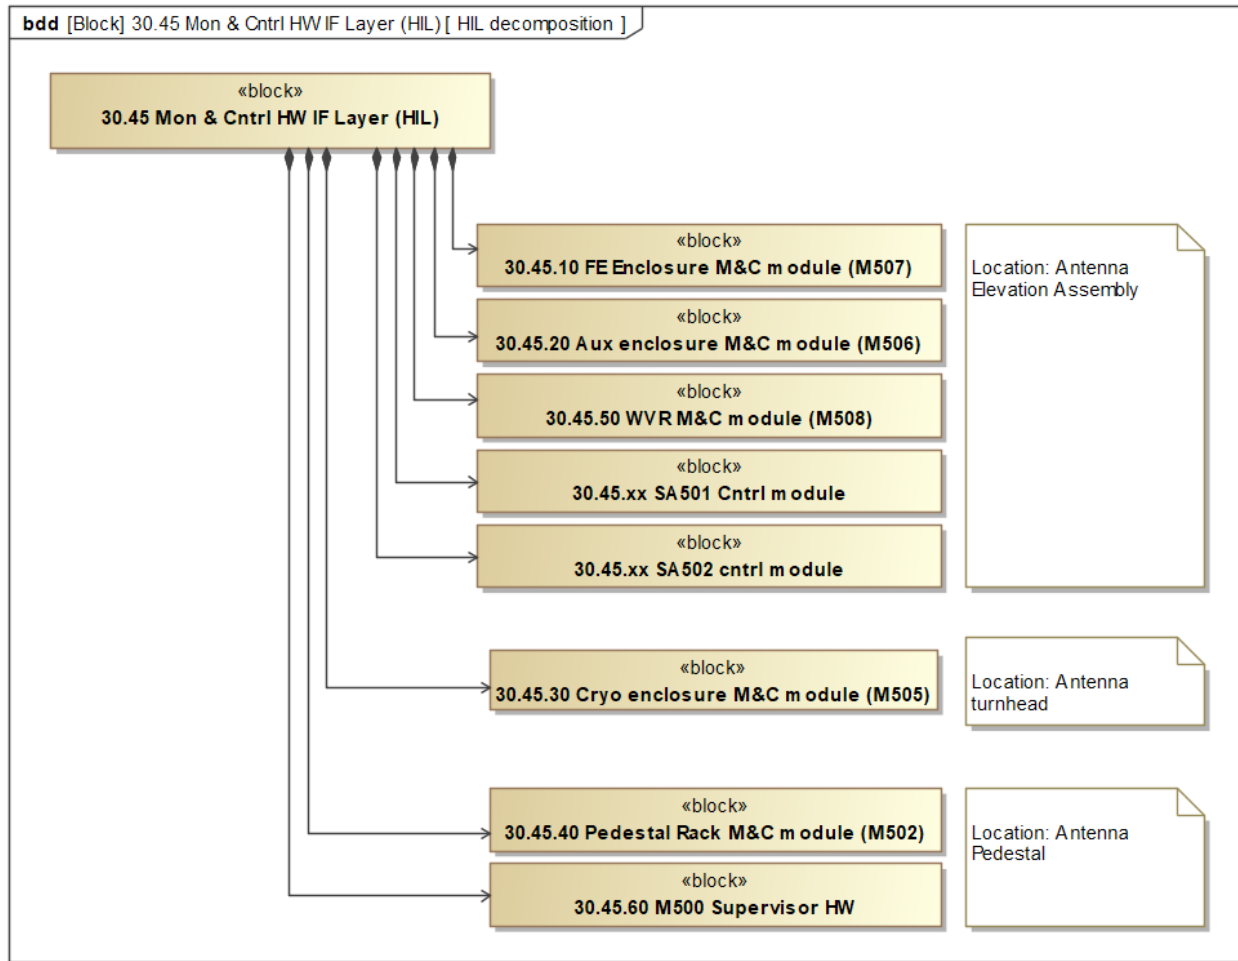 bdd [Block] 30.45 Mon & Cntrl HW IF Layer (HIL) [ HIL decomposition ]
«block»
30.45 Mon & Cntrl HW IF Layer (HIL)
«block»
30.45.10 FE Enclosure M&C module (M507)
«block»
30.45.20 Aux enclosure M&C module (M506)
«block»
30.45.50 WVR M&C module (M508)
«block»
30.45.xx SA501 Cntrl module
«block»
30.45.xx SA502 cntrl module
Location: Antenna
Elevation Assembly
«block»
30.45.30 Cryo enclosure M&C module (M505)
Location: Antenna
turnhead
«block»
30.45.40 Pedestal Rack M&C module (M502)
«block»
30.45.60 M500 Supervisor HW
Location: Antenna
Pedestal